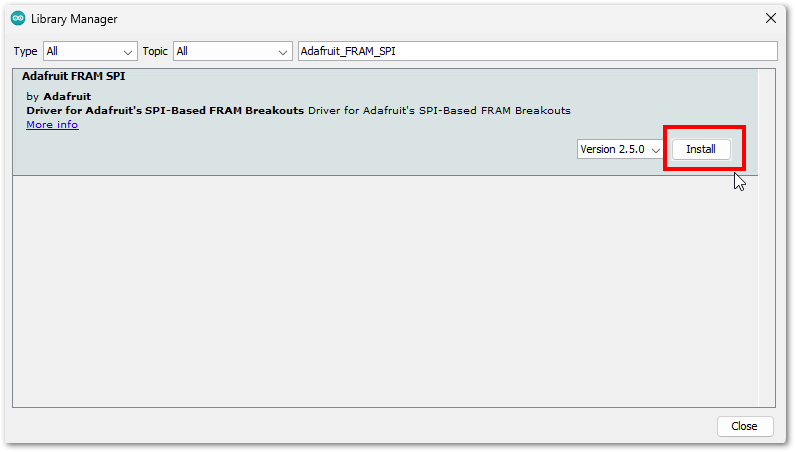 Library Manager
Type All Topic All Adafruit_FRAM_SPI
Adafruit FRAM SPI
by Adafruit
Driver for Adafruit's SPI-Based FRAM Breakouts Driver for Adafruit's SPI-Based FRAM Breakouts
More info
Version 2.5.0 Install
Close